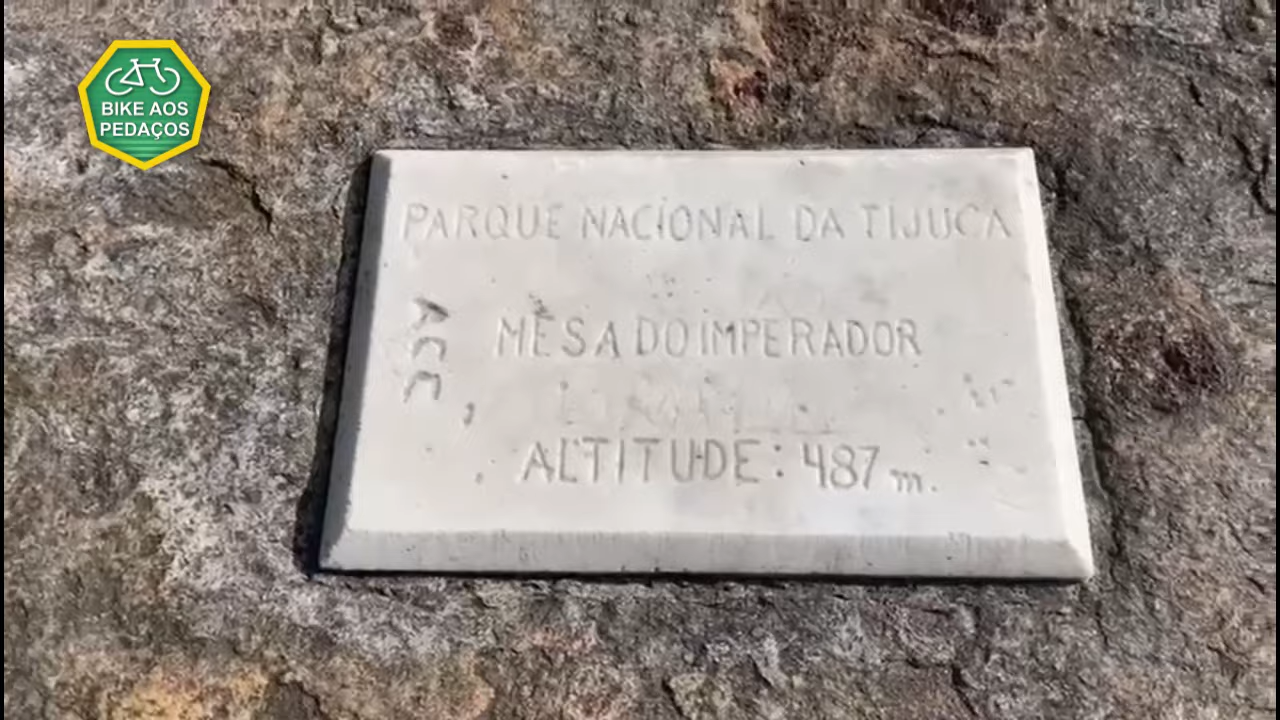 BIKE AOS
PEDAÇOS
PARQUE NACIONAL DA TIJUCA
MESA DO IMPERADOR
ALTITUDE: 487 m.